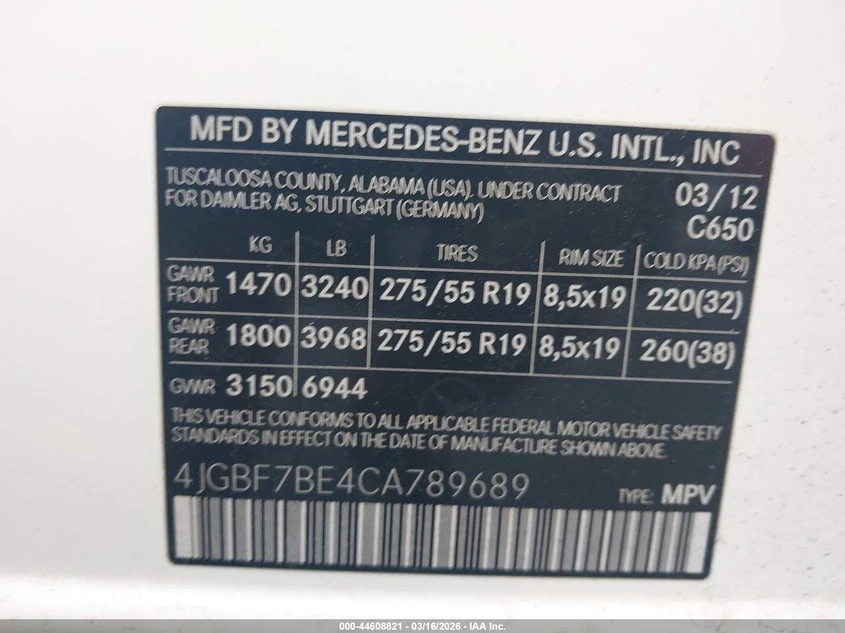 MFD BY MERCEDES-BENZ U.S. INTL., INC
TUSCALOOSA COUNTY, ALABAMA (USA). UNDER CONTRACT
FOR DAIMLER AG, STUTTGART (GERMANY)
03/12
C650
KG LB TIRES RIM SIZE COLD KPA (PSI)
GAWR FRONT 1470 3240 275/55 R19 8,5x19 220(32)
GAWR REAR 1800 3968 275/55 R19 8,5x19 260(38)
GVWR 3150 6944
THIS VEHICLE CONFORMS TO ALL APPLICABLE FEDERAL MOTOR VEHICLE SAFETY
STANDARDS IN EFFECT ON THE DATE OF MANUFACTURE SHOWN ABOVE.
4JGBF7BE4CA789689
TYPE: MPV
000-44608821 - 03/16/2026 - IAA Inc.